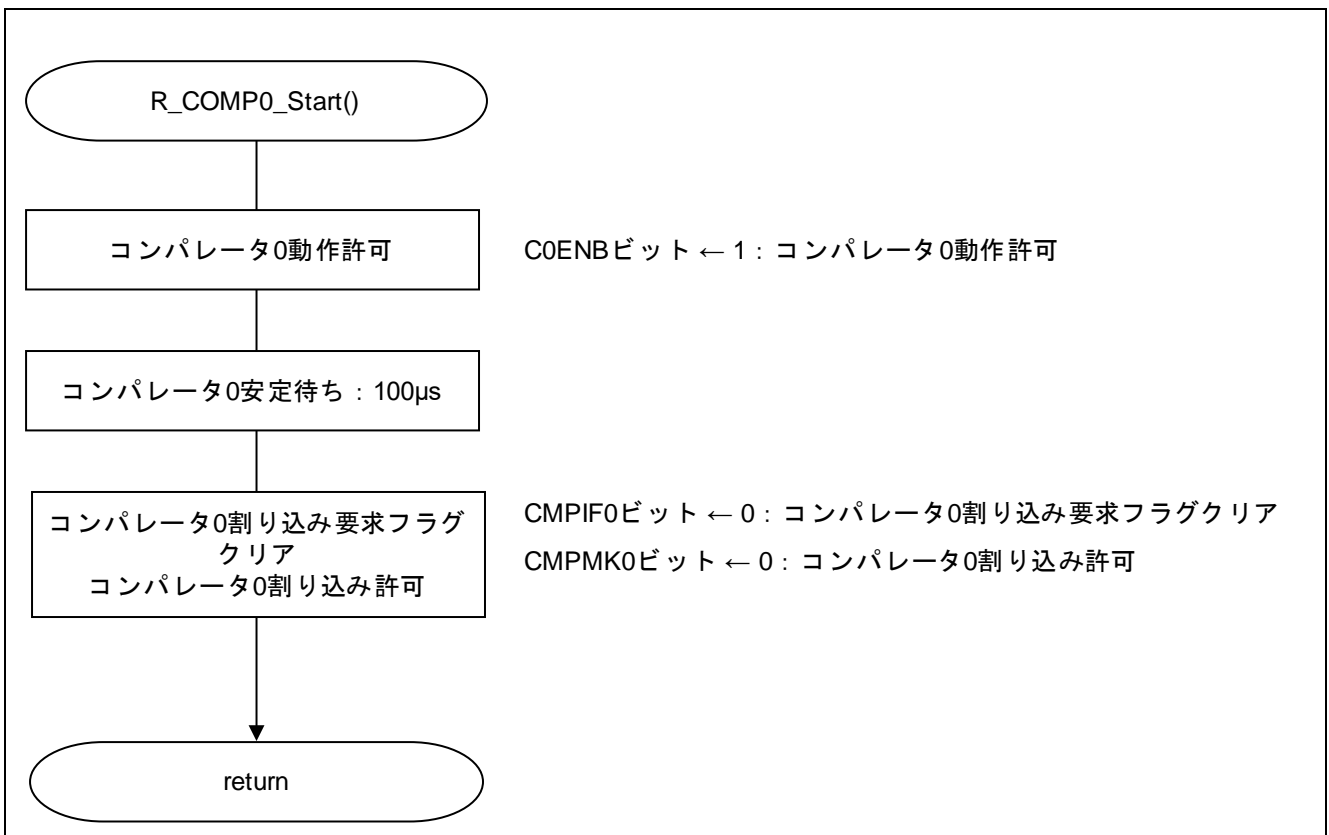 R_COMP0_Start()
コンパレータ0動作許可
C0ENBビット ← 1：コンパレータ0動作許可
コンパレータ0安定待ち：100µs
コンパレータ0割り込み要求フラグ
クリア
コンパレータ0割り込み許可
CMPIF0ビット ← 0：コンパレータ0割り込み要求フラグクリア
CMPMK0ビット ← 0：コンパレータ0割り込み許可
return